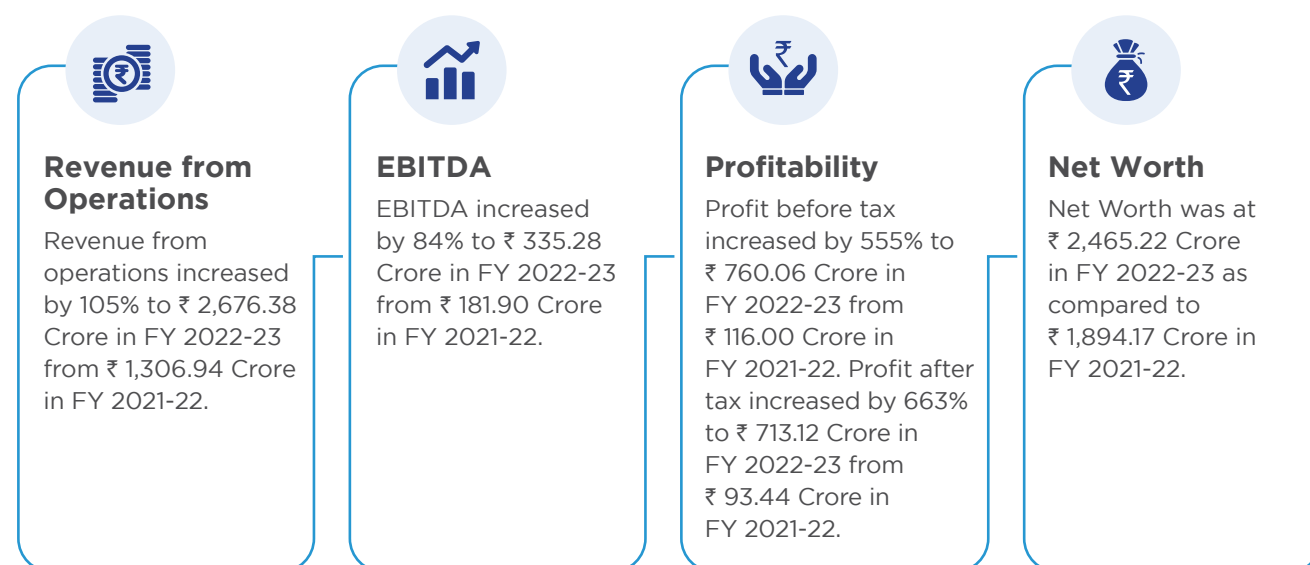 ₹
₹
₹
Revenue from
Operations
Revenue from
operations increased
by 105% to ₹ 2,676.38
Crore in FY 2022-23
from ₹ 1,306.94 Crore
in FY 2021-22.
EBITDA
EBITDA increased
by 84% to ₹ 335.28
Crore in FY 2022-23
from ₹ 181.90 Crore
in FY 2021-22.
Profitability
Profit before tax
increased by 555% to
₹ 760.06 Crore in
FY 2022-23 from
₹ 116.00 Crore in
FY 2021-22. Profit after
tax increased by 663%
to ₹ 713.12 Crore in
FY 2022-23 from
₹ 93.44 Crore in
FY 2021-22.
Net Worth
Net Worth was at
₹ 2,465.22 Crore
in FY 2022-23 as
compared to
₹ 1,894.17 Crore in
FY 2021-22.